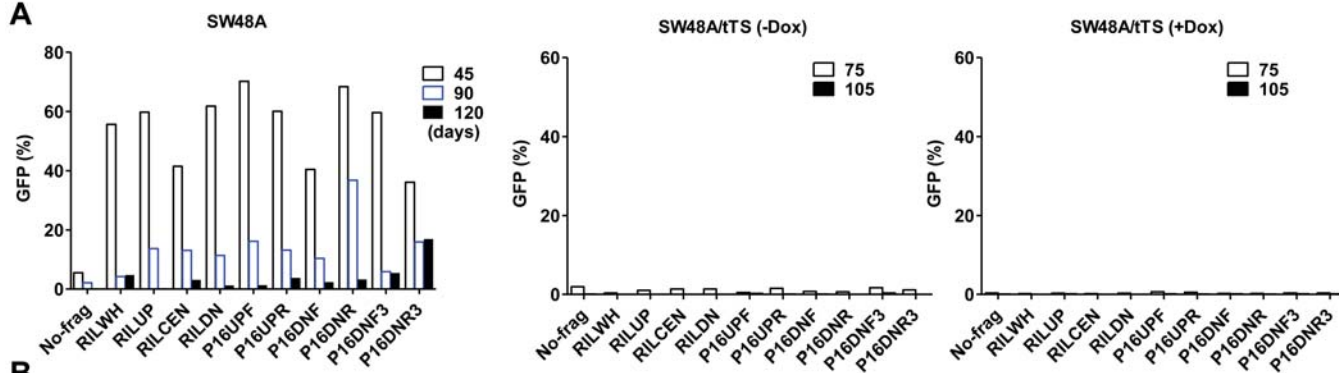 A
SW48A
80
60
40
20
0
GFP (%)
45
90
120
(days)
No-frag
RILWH
RILUP
RILCEN
RILDN
P16UPF
P16UPR
P16DNF
P16DNR
P16DNF3
P16DNR3
SW48A/tTS (-Dox)
60
40
20
0
GFP (%)
75
105
No-frag
RILWH
RILUP
RILCEN
RILDN
P16UPF
P16UPR
P16DNF
P16DNR
P16DNF3
P16DNR3
SW48A/tTS (+Dox)
60
40
20
0
GFP (%)
75
105
No-frag
RILWH
RILUP
RILCEN
RILDN
P16UPF
P16UPR
P16DNF
P16DNR
P16DNF3
P16DNR3